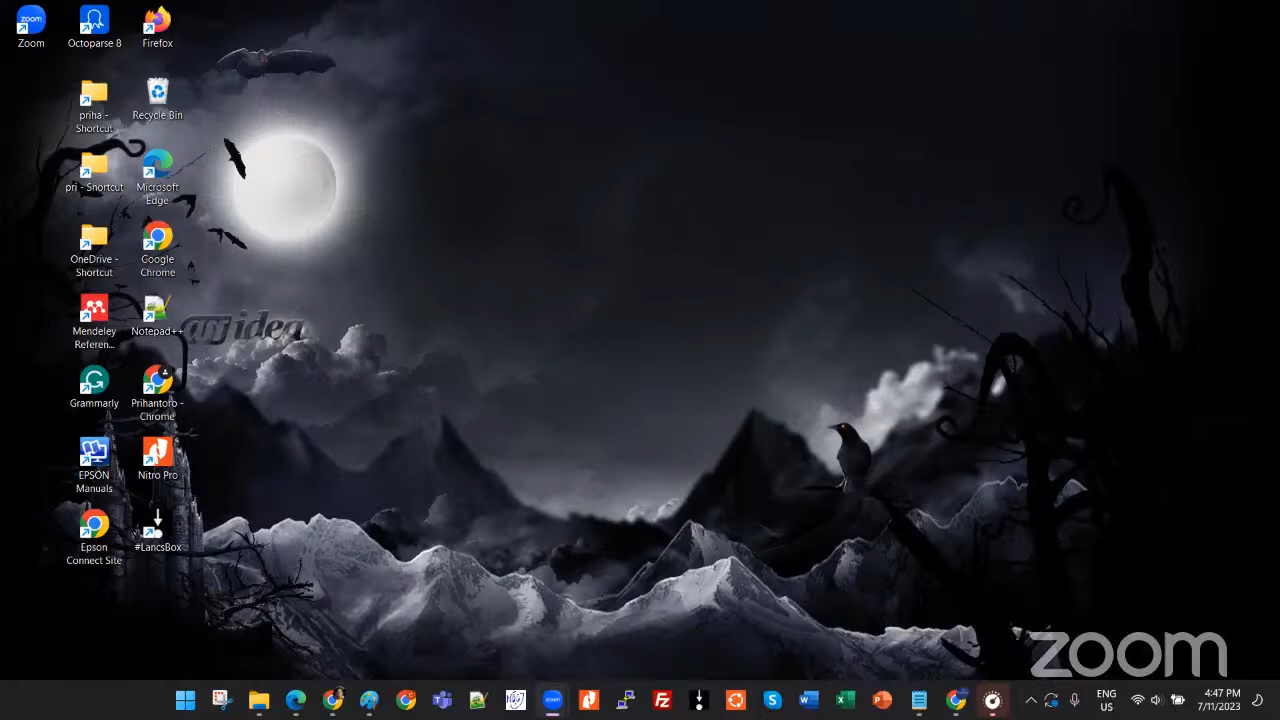 zoom
Zoom
Octoparse 8
Firefox
priha -
Shortcut
Recycle Bin
pri - Shortcut
Microsoft
Edge
OneDrive -
Shortcut
Google
Chrome
Mendeley
Referen...
Notepad++
Grammarly
Prihantoro -
Chrome
EPSON
Manuals
Nitro Pro
Epson
Connect Site
#LancsBox
zoom
zoom
FZ
ENG
US
4:47 PM
7/11/2023